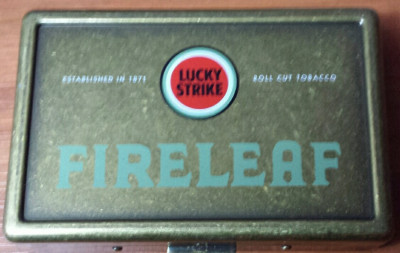 ESTABLISHED IN 1871
LUCKY
STRIKE
ROLL CUT TOBACCO
FIRELEAF